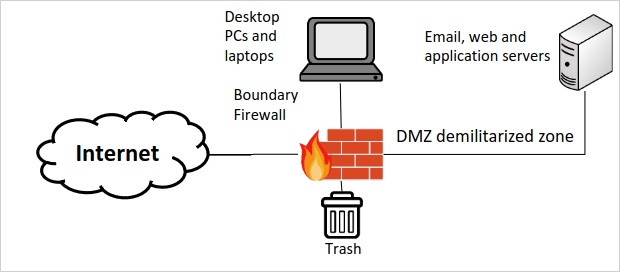 Desktop
PCs and
laptops
Email, web and
application servers
Boundary
Firewall
DMZ demilitarized zone
Internet
Trash